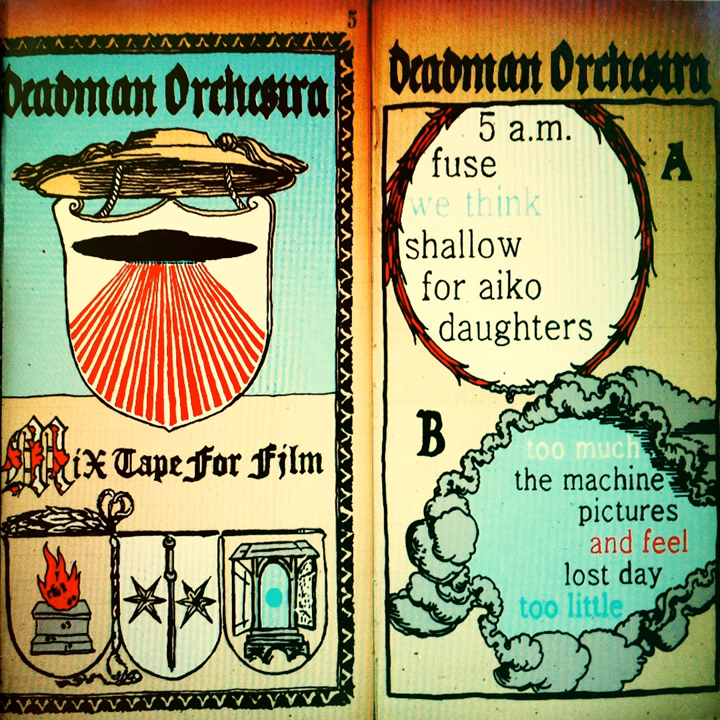 5
Deadman Orchestra
Mix Tape For Film
Deadman Orchestra
A
5 a.m.
fuse
we think
shallow
for aiko
daughters
B
too much
the machine
pictures
and feel
lost day
too little